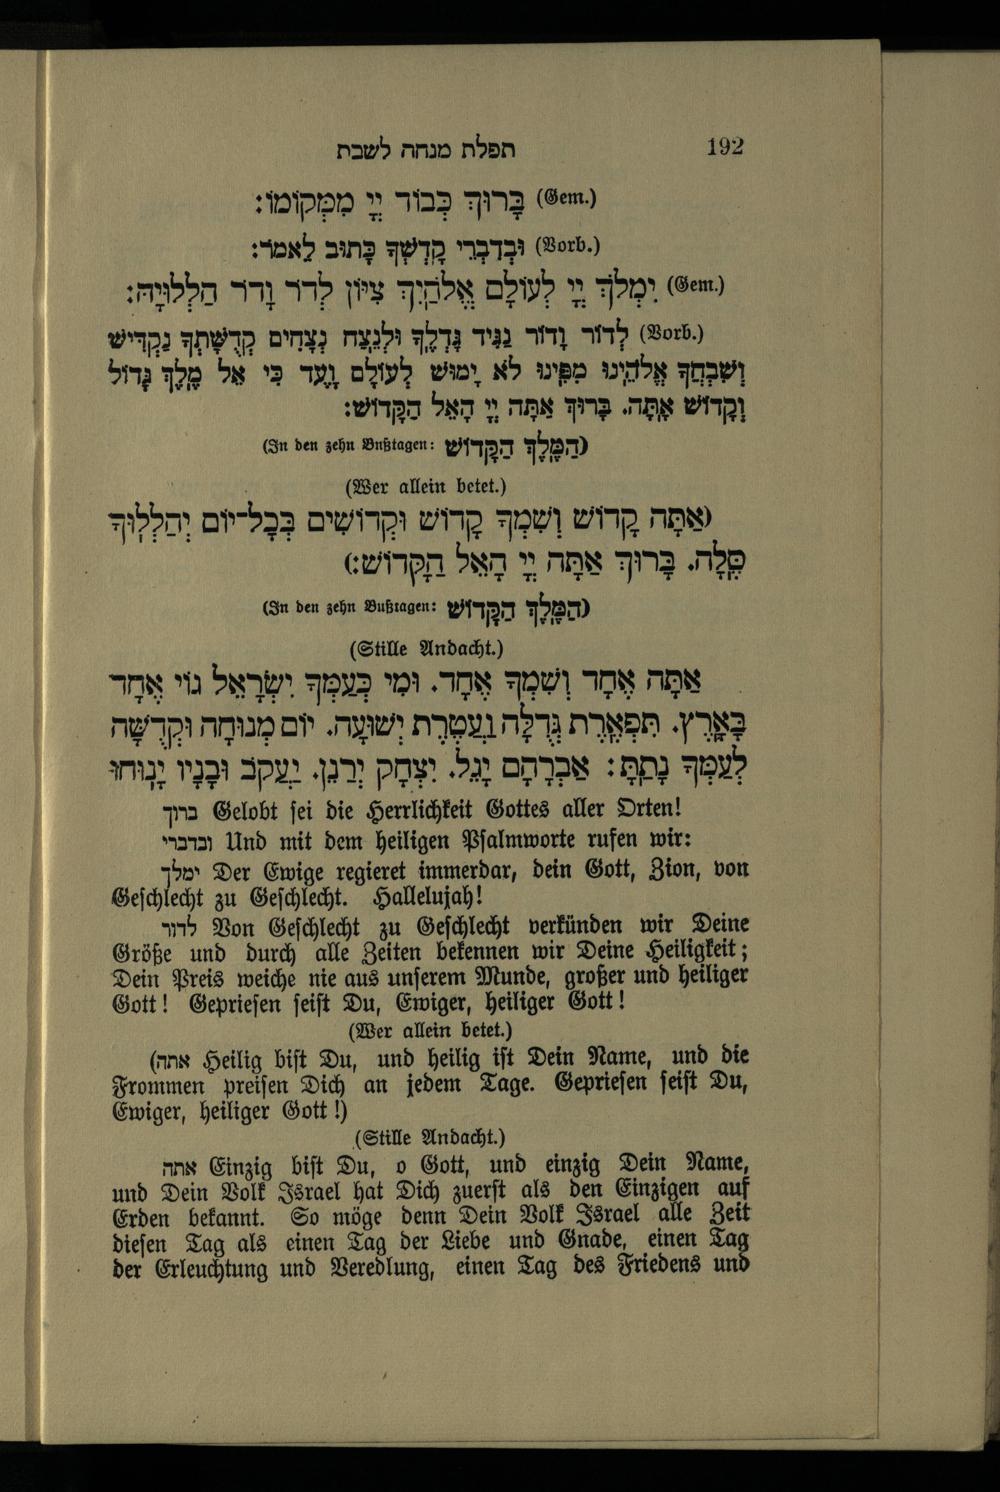 192 תפלת מנחה לשבת
(Gem.) בָּרוּךְ כְּבוֹד יְיָ מִמְּקוֹמוֹ:
(Vorb.) וּבְדִבְרֵי קָדְשְׁךָ כָּתוּב לֵאמֹר:
(Gem.) יִמְלֹךְ יְיָ לְעוֹלָם אֱלֹהַיִךְ צִיּוֹן לְדֹר וָדֹר הַלְלוּיָהּ:
(Vorb.) לְדוֹר וָדוֹר נַגִּיד גָּדְלֶךָ וּלְנֵצַח נְצָחִים קְדֻשָּׁתְךָ נַקְדִּישׁ
וְשִׁבְחֲךָ אֱלֹהֵינוּ מִפִּינוּ לֹא יָמוּשׁ לְעוֹלָם וָעֶד כִּי אֵל מֶלֶךְ גָּדוֹל
וְקָדוֹשׁ אָתָּה. בָּרוּךְ אַתָּה יְיָ הָאֵל הַקָּדוֹשׁ:
(In den zehn Bußtagen: הַמֶּלֶךְ הַקָּדוֹשׁ)
(Wer allein betet.)
(אַתָּה קָדוֹשׁ וְשִׁמְךָ קָדוֹשׁ וּקְדוֹשִׁים בְּכָל־יוֹם יְהַלְלוּךָ
סֶּלָה. בָּרוּךְ אַתָּה יְיָ הָאֵל הַקָּדוֹשׁ:)
(In den zehn Bußtagen: הַמֶּלֶךְ הַקָּדוֹשׁ)
(Stille Andacht.)
אַתָּה אֶחָד וְשִׁמְךָ אֶחָד. וּמִי כְּעַמְּךָ יִשְׂרָאֵל גּוֹי אֶחָד
בָּאָרֶץ. תִּפְאֶרֶת גְּדֻלָּה וַעֲטֶרֶת יְשׁוּעָה. יוֹם מְנוּחָה וּקְדֻשָּׁה
לְעַמְּךָ נָתַתָּ: אַבְרָהָם יָגֵל. יִצְחָק יְרַנֵּן. יַעֲקֹב וּבָנָיו יָנוּחוּ
ברוך Gelobt sei die Herrlichkeit Gottes aller Orten!
ובדברי Und mit dem heiligen Psalmworte rufen wir:
ימלך Der Ewige regieret immerdar, dein Gott, Zion, von
Geschlecht zu Geschlecht. Hallelujah!
לדור Von Geschlecht zu Geschlecht verkünden wir Deine
Größe und durch alle Zeiten bekennen wir Deine Heiligkeit;
Dein Preis weiche nie aus unserem Munde, großer und heiliger
Gott! Gepriesen seist Du, Ewiger, heiliger Gott!
(Wer allein betet.)
(אתה Heilig bist Du, und heilig ist Dein Name, und die
Frommen preisen Dich an jedem Tage. Gepriesen seist Du,
Ewiger, heiliger Gott!)
(Stille Andacht.)
אתה Einzig bist Du, o Gott, und einzig Dein Name,
und Dein Volk Israel hat Dich zuerst als den Einzigen auf
Erden bekannt. So möge denn Dein Volk Israel alle Zeit
diesen Tag als einen Tag der Liebe und Gnade, einen Tag
der Erleuchtung und Veredlung, einen Tag des Friedens und